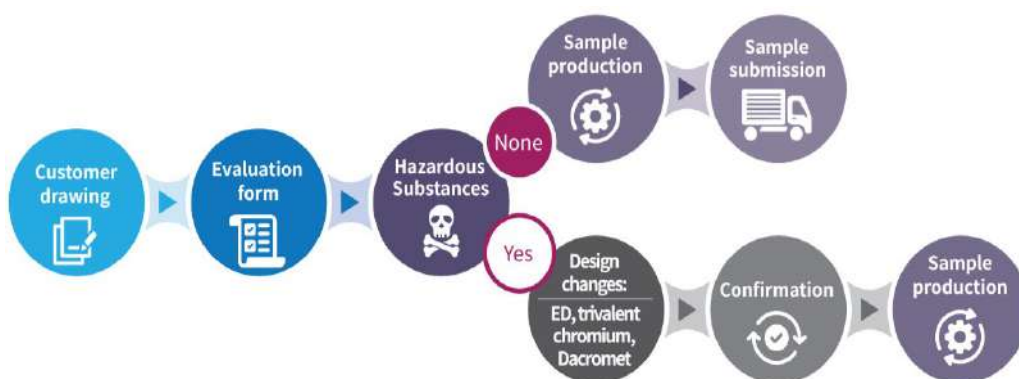 Customer
drawing
Evaluation
form
Hazardous
Substances
None
Sample
production
Sample
submission
Yes
Design
changes:
ED, trivalent
chromium,
Dacromet
Confirmation
Sample
production